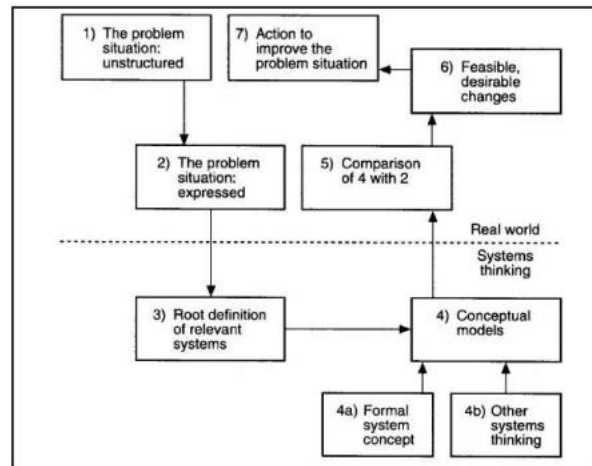 1) The problem
situation:
unstructured
7) Action to
improve the
problem situation
6) Feasible,
desirable
changes
2) The problem
situation:
expressed
5) Comparison
of 4 with 2
Real world
Systems
thinking
3) Root definition
of relevant
systems
4) Conceptual
models
4a) Formal
system
concept
4b) Other
systems
thinking